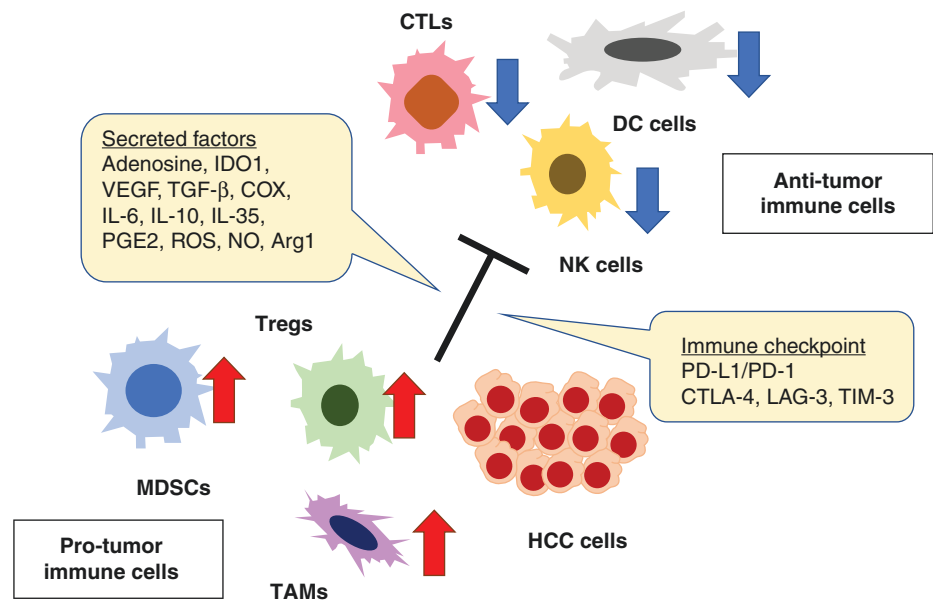 CTLs
DC cells
Secreted factors
Adenosine, IDO1,
VEGF, TGF-β, COX,
IL-6, IL-10, IL-35,
PGE2, ROS, NO, Arg1
Anti-tumor
immune cells
NK cells
Tregs
Immune checkpoint
PD-L1/PD-1
CTLA-4, LAG-3, TIM-3
MDSCs
HCC cells
Pro-tumor
immune cells
TAMs